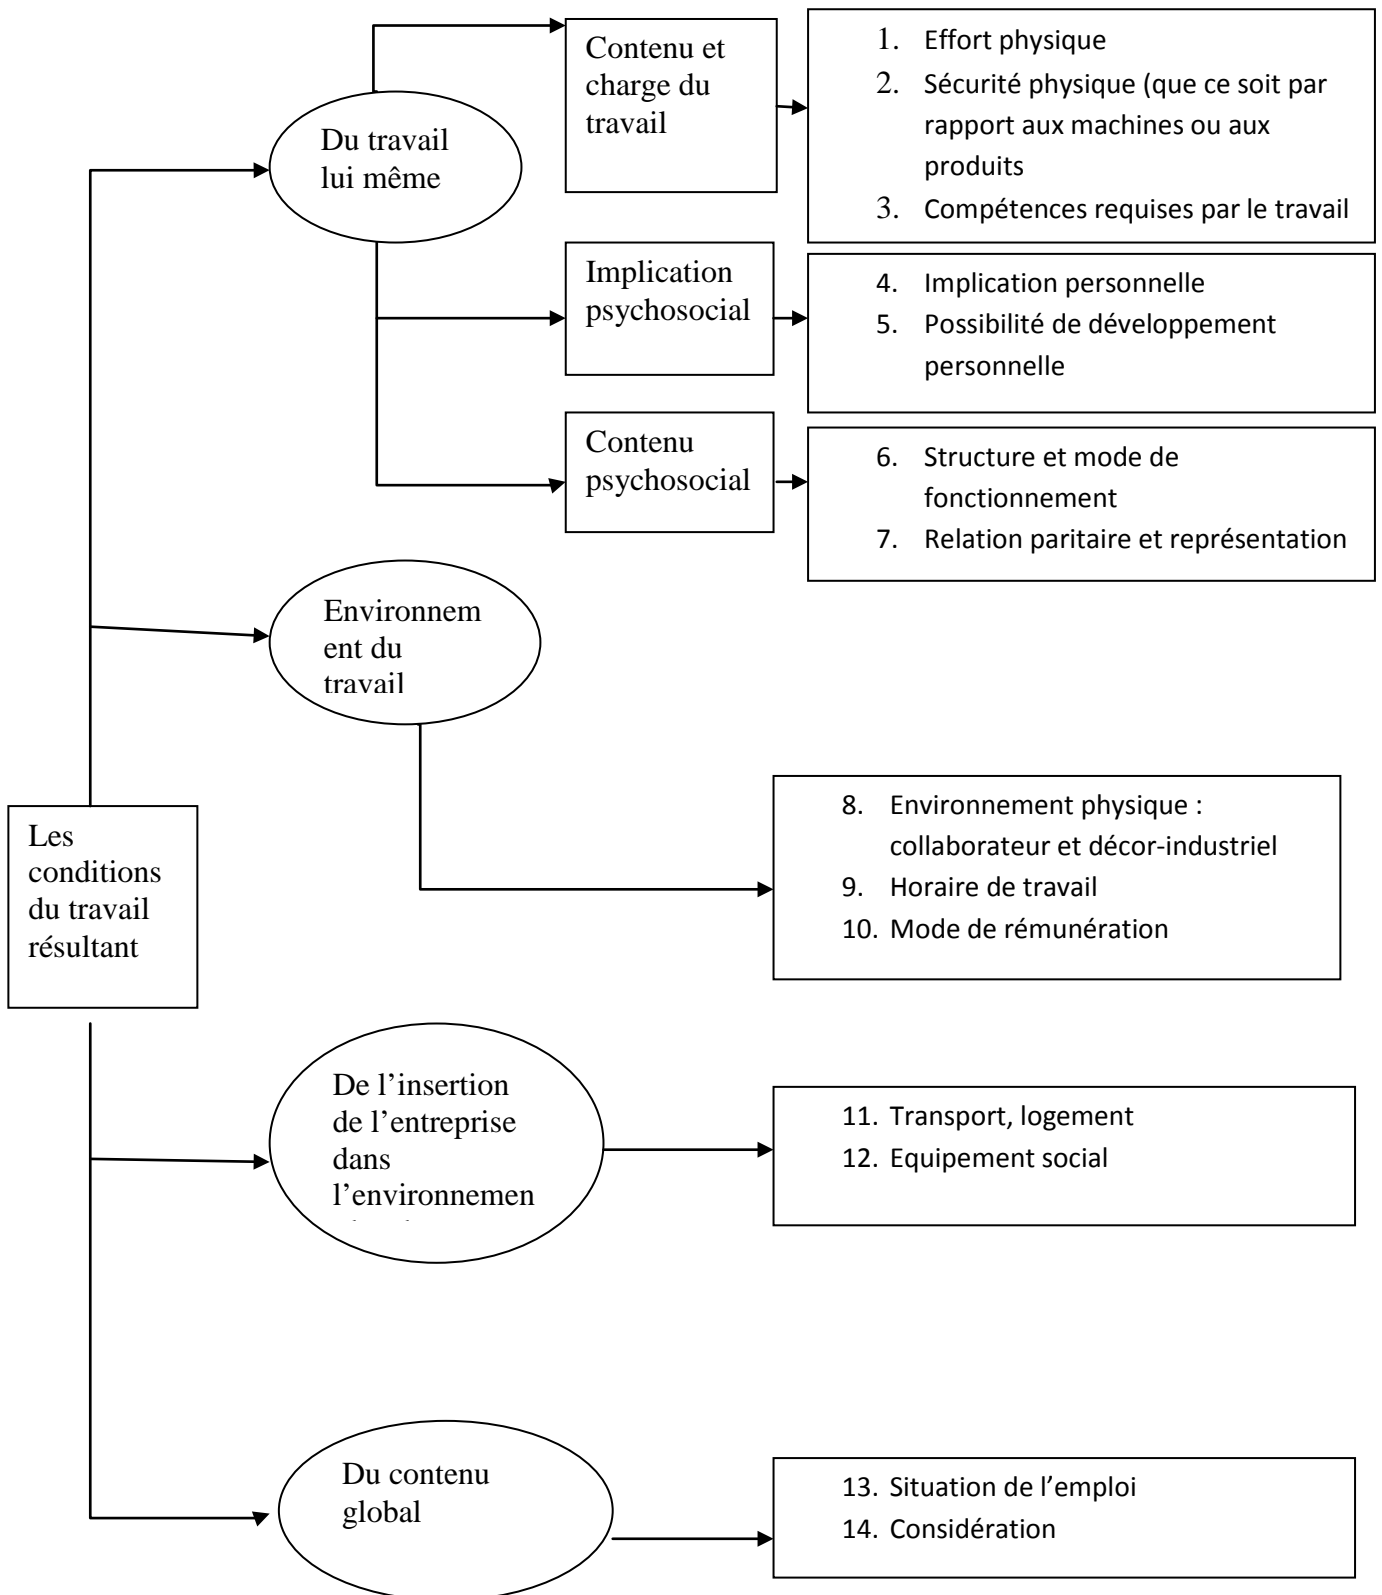 Contenu et
charge du
travail
1. Effort physique
2. Sécurité physique (que ce soit par
rapport aux machines ou aux
produits
3. Compétences requises par le travail
Du travail
lui même
Implication
psychosocial
4. Implication personnelle
5. Possibilité de développement
personnelle
Contenu
psychosocial
6. Structure et mode de
fonctionnement
7. Relation paritaire et représentation
Environnem
ent du
travail
8. Environnement physique :
collaborateur et décor-industriel
9. Horaire de travail
10. Mode de rémunération
Les
conditions
du travail
résultant
De l’insertion
de l’entreprise
dans
l’environnemen
11. Transport, logement
12. Equipement social
Du contenu
global
13. Situation de l’emploi
14. Considération